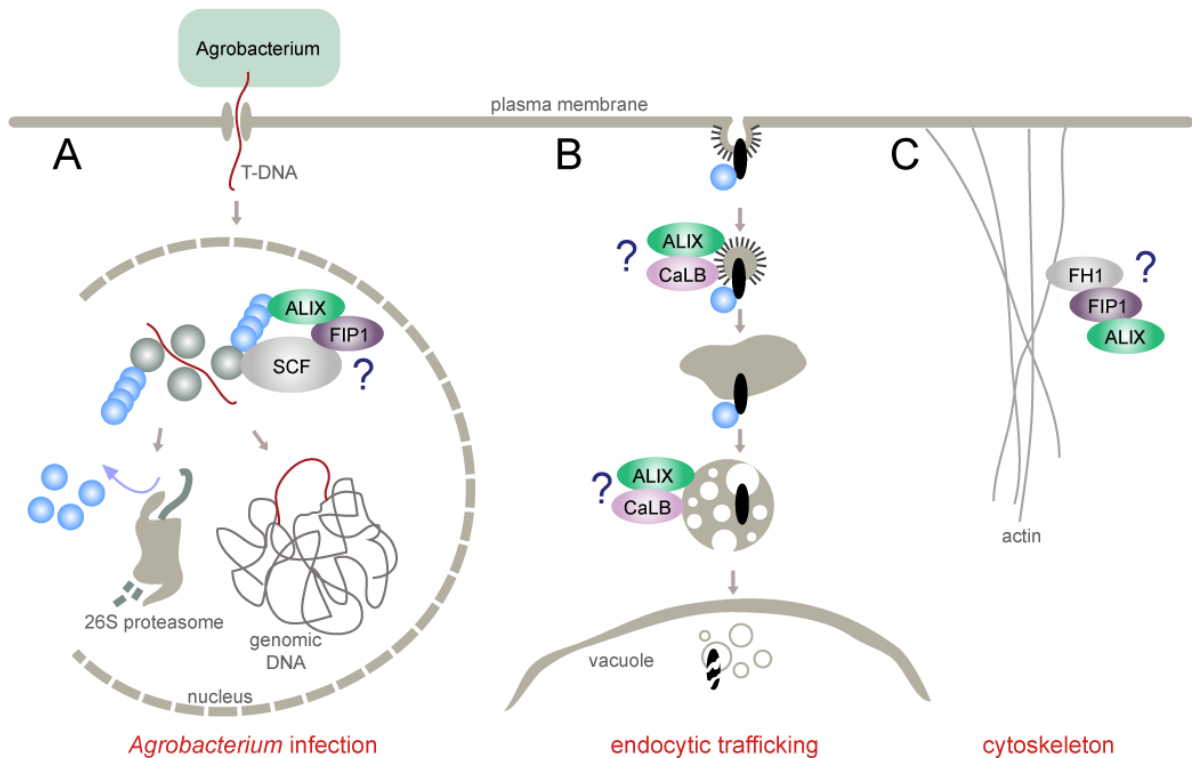 Agrobacterium
plasma membrane
A
T-DNA
ALIX
FIP1
SCF
?
26S proteasome
genomic
DNA
nucleus
Agrobacterium infection
B
ALIX
?
CaLB
ALIX
?
CaLB
vacuole
endocytic trafficking
C
FH1
?
FIP1
ALIX
actin
cytoskeleton